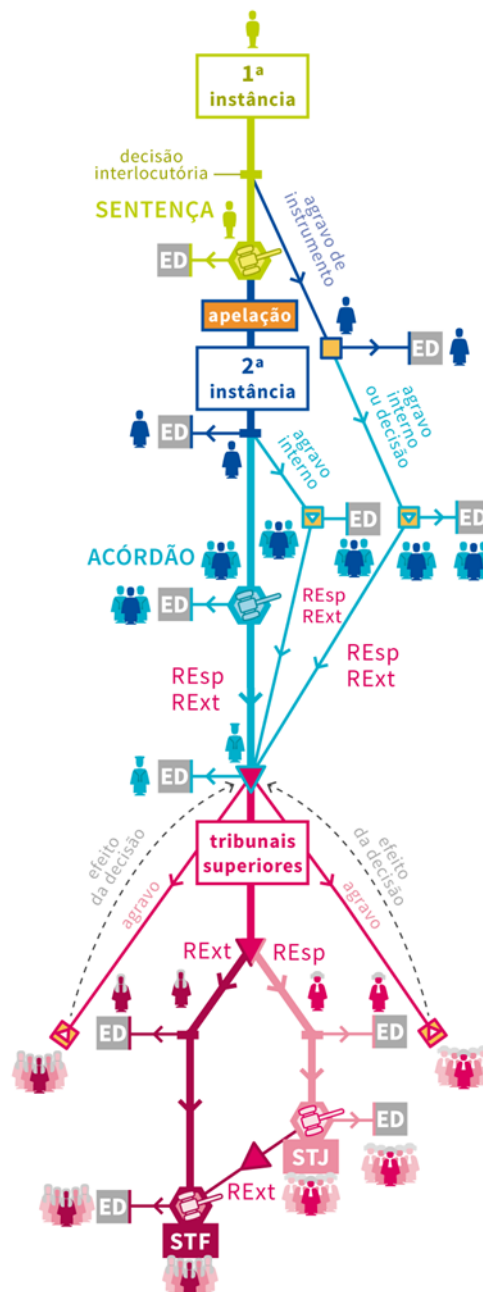 1ª
instância
decisão
interlocutória
SENTENÇA
agravo de
instrumento
ED
apelação
2ª
instância
ED
agravo
interno
ou decisão
ED
agravo
interno
ED
ED
ACÓRDÃO
ED
REsp
RExt
REsp
RExt
REsp
RExt
ED
efeito
da decisão
agravo
tribunais
superiores
agravo
efeito
da decisão
RExt
REsp
ED
ED
ED
STJ
RExt
ED
STF